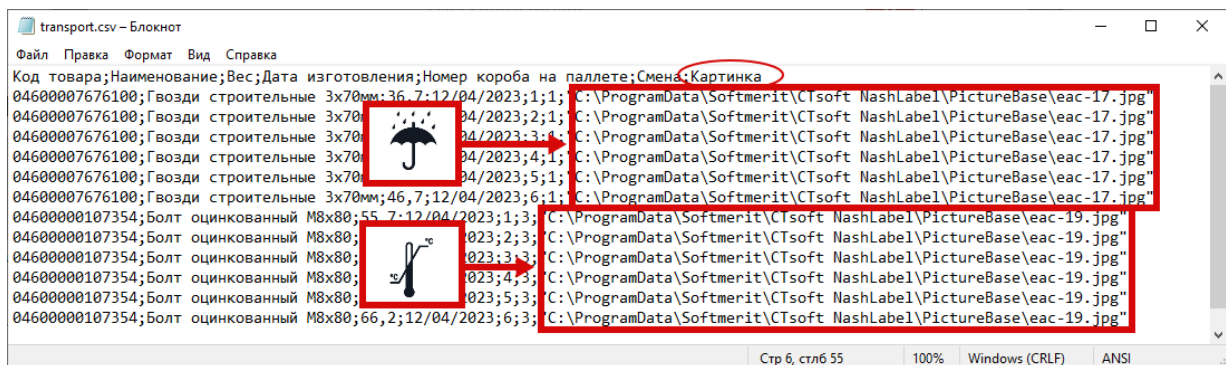 transport.csv – Блокнот
Файл Правка Формат Вид Справка
Код товара;Наименование;Вес;Дата изготовления;Номер короба на паллете;Смена;Картинка
04600007676100;Гвозди строительные 3х70мм;36,7;12/04/2023;1;1;"C:\ProgramData\Softmerit\CTsoft NashLabel\PictureBase\eac-17.jpg"
04600007676100;Гвозди строительные 3х70 04/2023;2;1;"C:\ProgramData\Softmerit\CTsoft NashLabel\PictureBase\eac-17.jpg"
04600007676100;Гвозди строительные 3х70 04/2023;3;1;"C:\ProgramData\Softmerit\CTsoft NashLabel\PictureBase\eac-17.jpg"
04600007676100;Гвозди строительные 3х70 04/2023;4;1;"C:\ProgramData\Softmerit\CTsoft NashLabel\PictureBase\eac-17.jpg"
04600007676100;Гвозди строительные 3х70 04/2023;5;1;"C:\ProgramData\Softmerit\CTsoft NashLabel\PictureBase\eac-17.jpg"
04600007676100;Гвозди строительные 3х70мм;46,7;12/04/2023;6;1;"C:\ProgramData\Softmerit\CTsoft NashLabel\PictureBase\eac-17.jpg"
04600000107354;Болт оцинкованный М8х80;55,7;12/04/2023;1;3;"C:\ProgramData\Softmerit\CTsoft NashLabel\PictureBase\eac-19.jpg"
04600000107354;Болт оцинкованный М8х80; 2023;2;3;"C:\ProgramData\Softmerit\CTsoft NashLabel\PictureBase\eac-19.jpg"
04600000107354;Болт оцинкованный М8х80; 2023;3;3;"C:\ProgramData\Softmerit\CTsoft NashLabel\PictureBase\eac-19.jpg"
04600000107354;Болт оцинкованный М8х80; 2023;4;3;"C:\ProgramData\Softmerit\CTsoft NashLabel\PictureBase\eac-19.jpg"
04600000107354;Болт оцинкованный М8х80; 2023;5;3;"C:\ProgramData\Softmerit\CTsoft NashLabel\PictureBase\eac-19.jpg"
04600000107354;Болт оцинкованный М8х80;66,2;12/04/2023;6;3;"C:\ProgramData\Softmerit\CTsoft NashLabel\PictureBase\eac-19.jpg"
°C
°C
Стр 6, стлб 55 100% Windows (CRLF) ANSI